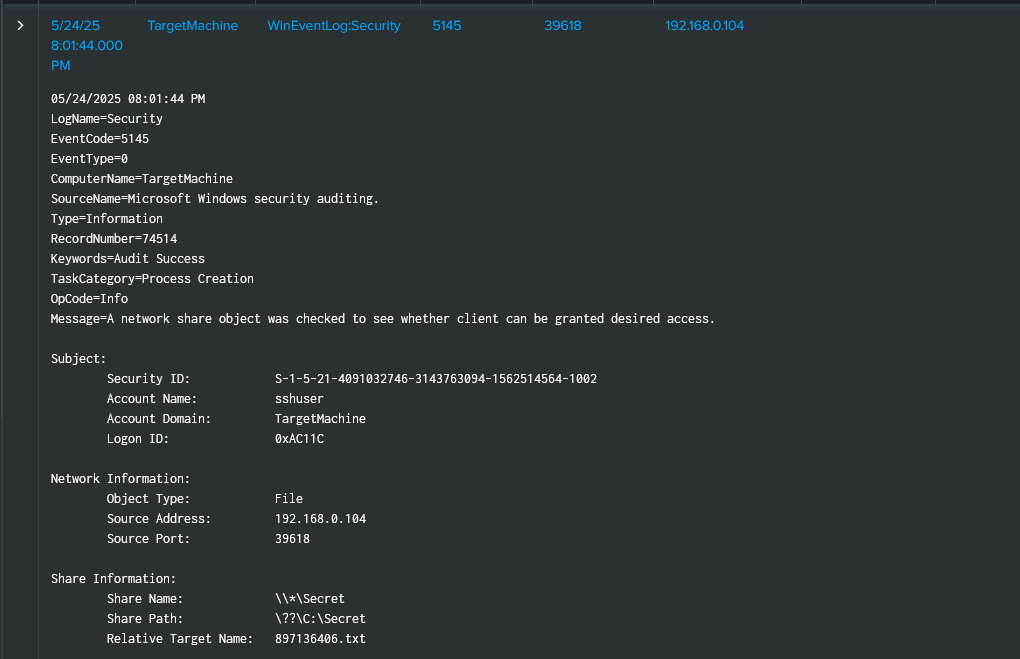 5/24/25 TargetMachine WinEventLog:Security 5145 39618 192.168.0.104
8:01:44.000
PM
05/24/2025 08:01:44 PM
LogName=Security
EventCode=5145
EventType=0
ComputerName=TargetMachine
SourceName=Microsoft Windows security auditing.
Type=Information
RecordNumber=74514
Keywords=Audit Success
TaskCategory=Process Creation
OpCode=Info
Message=A network share object was checked to see whether client can be granted desired access.
Subject:
Security ID: S-1-5-21-4091032746-3143763094-1562514564-1002
Account Name: sshuser
Account Domain: TargetMachine
Logon ID: 0xAC11C
Network Information:
Object Type: File
Source Address: 192.168.0.104
Source Port: 39618
Share Information:
Share Name: \\*\Secret
Share Path: \??\C:\Secret
Relative Target Name: 897136406.txt